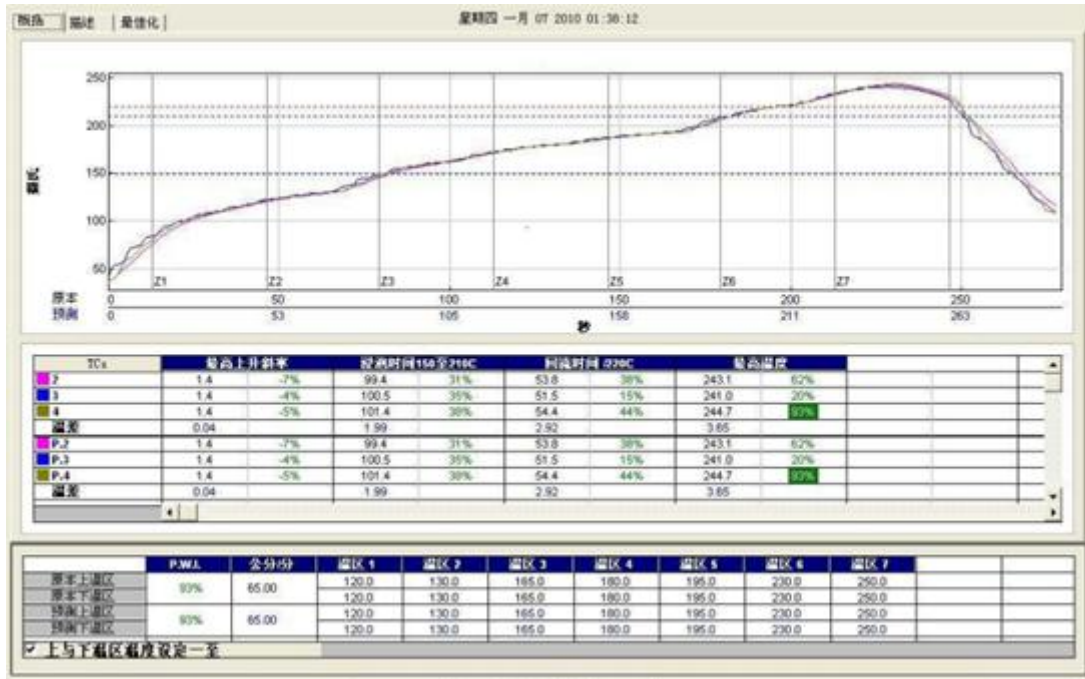 描述 最佳化 星期四 一月 07 2010 01:38:12
250
200
150
100
50
Z1 Z2 Z3 Z4 Z5 Z6 Z7
原本 0 50 100 150 200 250
预测 0 53 105 158 211 263
秒
TCs 最高上升斜率 浸润时间150至210C 回流时间 /220C 最高温度
2 1.4 -7% 99.4 31% 53.8 38% 243.1 62%
3 1.4 -4% 100.5 35% 51.5 15% 241.0 20%
4 1.4 -5% 101.4 38% 54.4 44% 244.7 93%
温差 0.04 1.99 2.92 3.65
P.2 1.4 -7% 99.4 31% 53.8 38% 243.1 62%
P.3 1.4 -4% 100.5 35% 51.5 15% 241.0 20%
P.4 1.4 -5% 101.4 38% 54.4 44% 244.7 93%
温差 0.04 1.99 2.92 3.65
P.W.I. 公分/分 温区 1 温区 2 温区 3 温区 4 温区 5 温区 6 温区 7
原本上温区 93% 65.00 120.0 130.0 165.0 180.0 195.0 230.0 250.0
原本下温区 120.0 130.0 165.0 180.0 195.0 230.0 250.0
预测上温区 93% 65.00 120.0 130.0 165.0 180.0 195.0 230.0 250.0
预测下温区 120.0 130.0 165.0 180.0 195.0 230.0 250.0
上与下温区温度设定一至